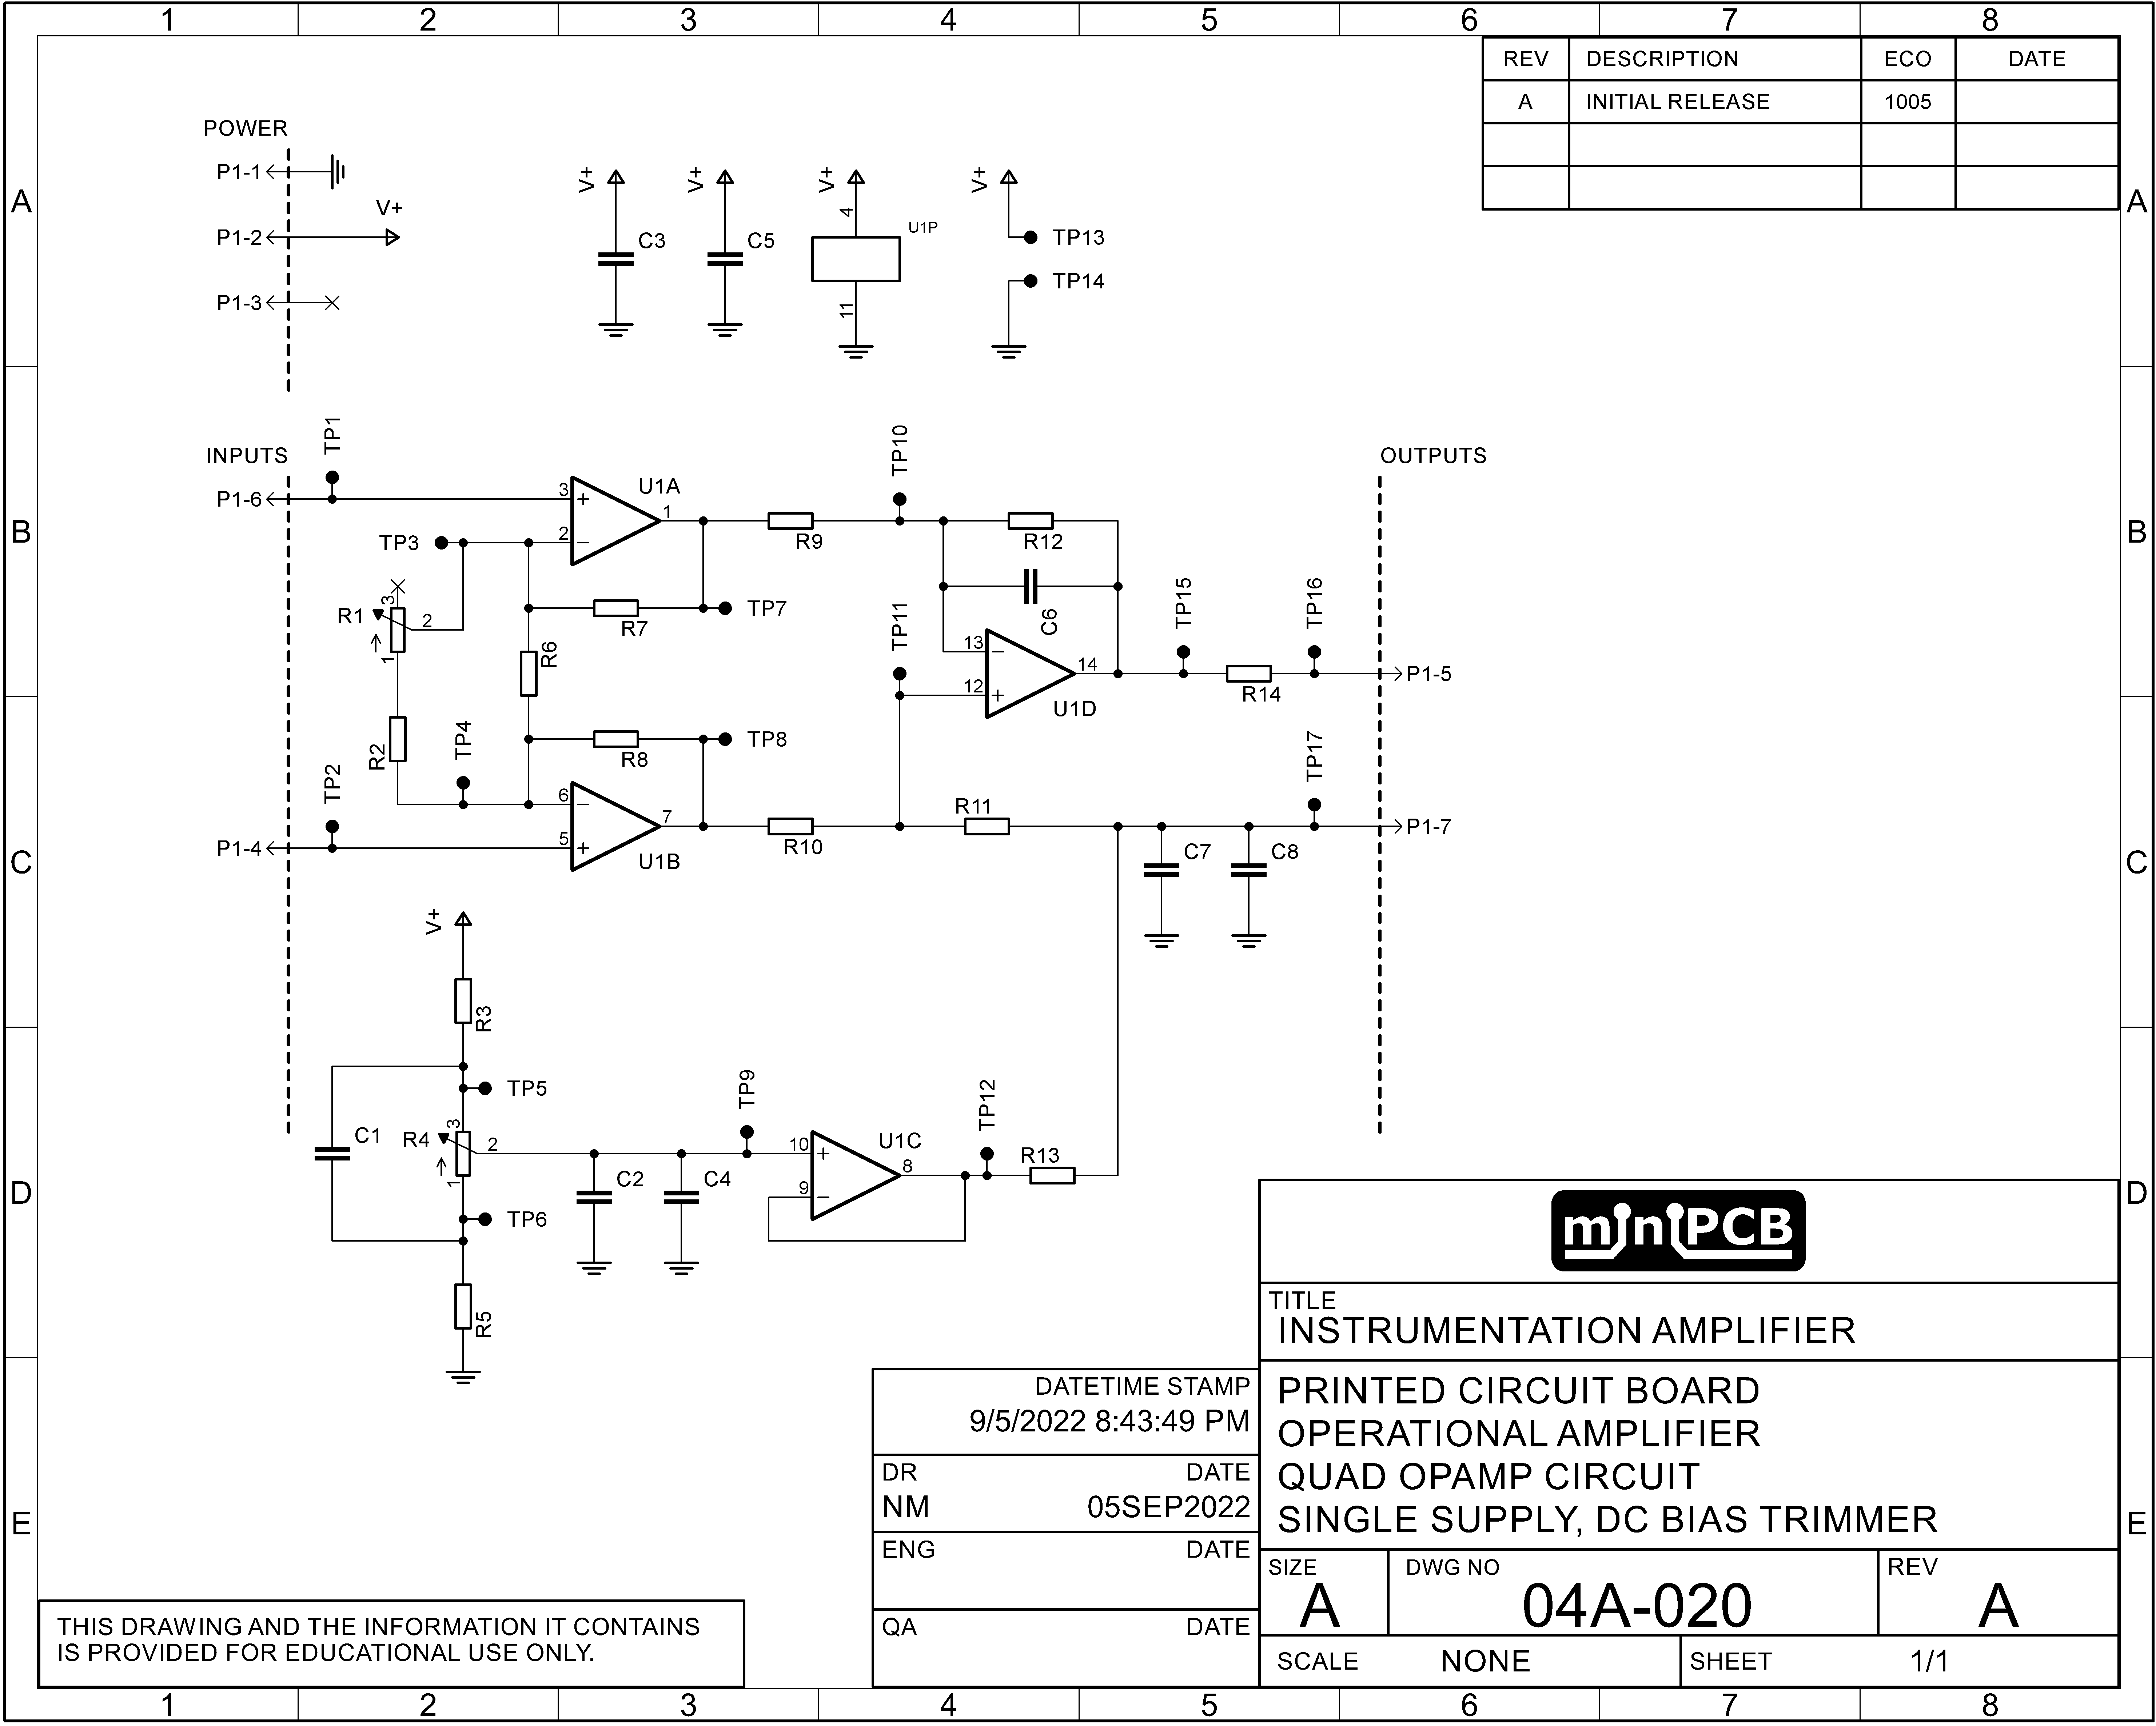 1 2 3 4 5 6 7 8
REV DESCRIPTION ECO DATE
A INITIAL RELEASE 1005
POWER
P1-1
V+
P1-2
P1-3
V+ C3
V+ C5
V+ 4 U1P 11
V+ TP13
TP14
A A
INPUTS
TP1
P1-6
3 + U1A 1
2 −
TP3
R1 3 2 1
R7 TP7
R6
R2
TP4
R8 TP8
TP2
6 − 7
5 + U1B
P1-4
R9
TP10
R12
C6
TP11
13 − 14
12 + U1D
TP15
R14
TP16
OUTPUTS
P1-5
R10
R11
TP17
P1-7
C7 C8
B B
C C
V+
R3
TP5
C1
R4 3 2 1
TP6
R5
C2 C4
TP9
10 + U1C 8
9 −
TP12
R13
D D
miniPCB
TITLE
INSTRUMENTATION AMPLIFIER
PRINTED CIRCUIT BOARD
OPERATIONAL AMPLIFIER
QUAD OPAMP CIRCUIT
SINGLE SUPPLY, DC BIAS TRIMMER
DATETIME STAMP
9/5/2022 8:43:49 PM
DR DATE
NM 05SEP2022
ENG DATE
QA DATE
SIZE DWG NO REV
A 04A-020 A
SCALE NONE SHEET 1/1
E E
THIS DRAWING AND THE INFORMATION IT CONTAINS
IS PROVIDED FOR EDUCATIONAL USE ONLY.
1 2 3 4 5 6 7 8